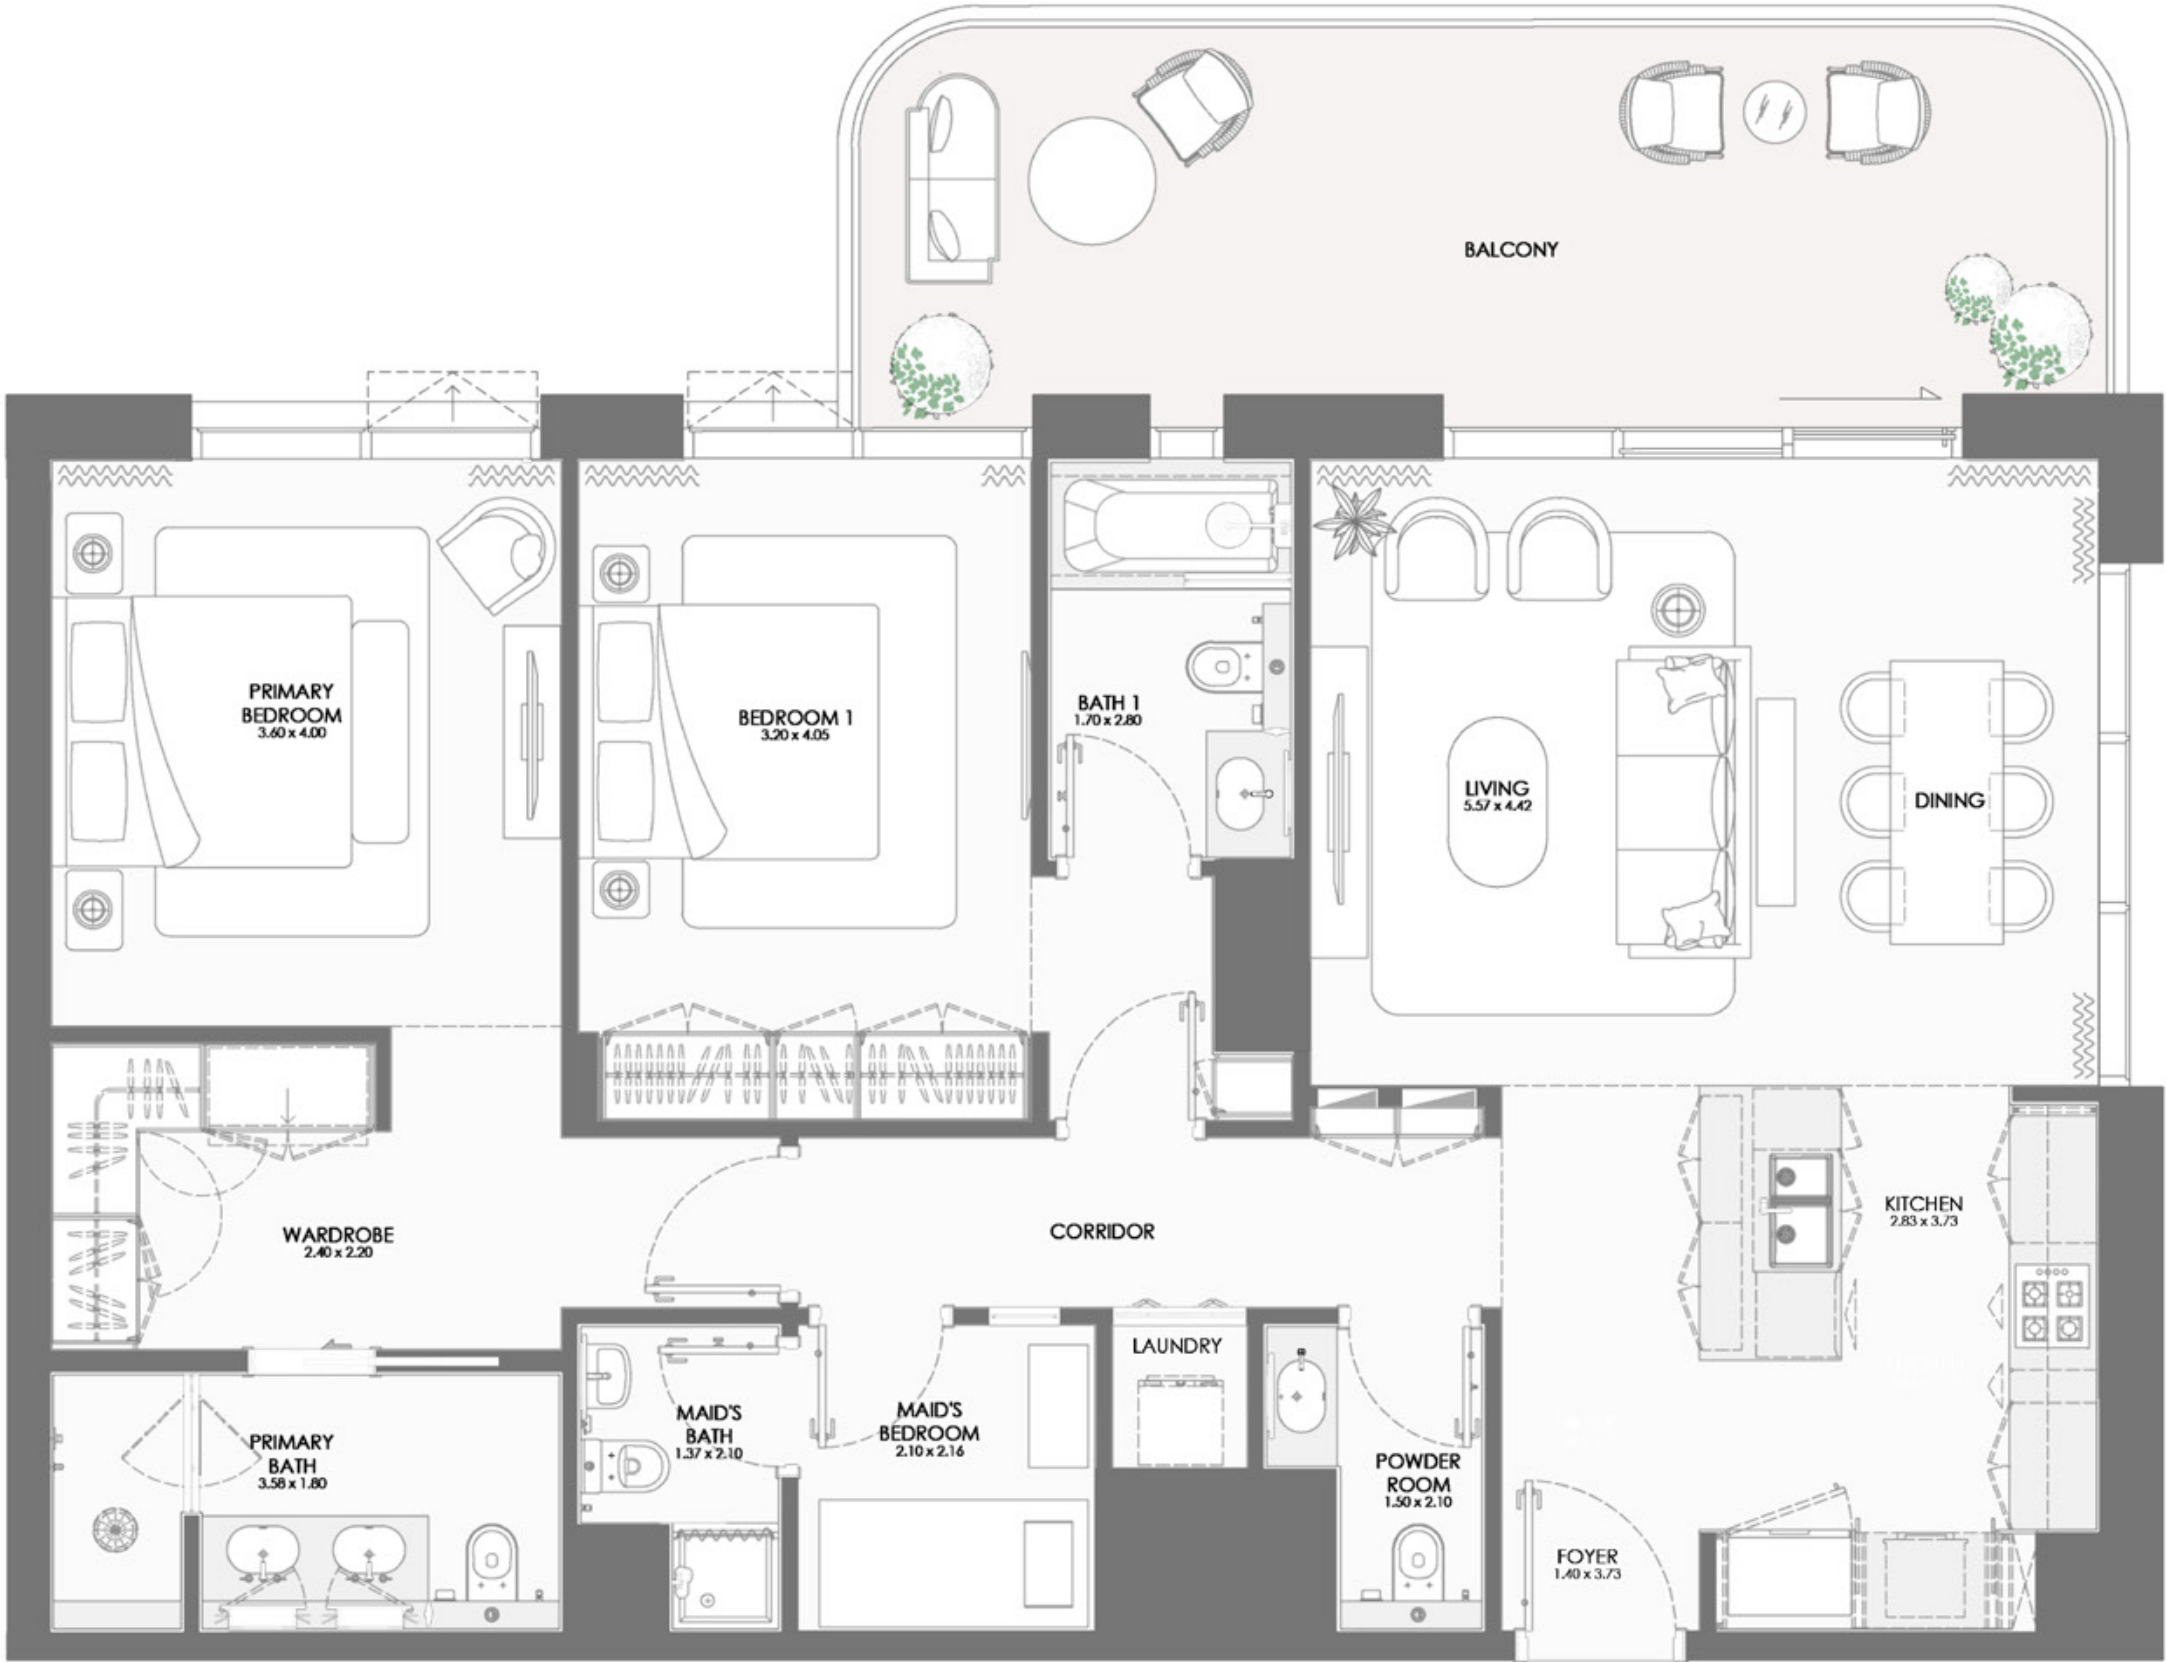 BALCONY
PRIMARY
BEDROOM
3.60 x 4.00
BEDROOM 1
3.20 x 4.05
BATH 1
1.70 x 2.80
LIVING
5.57 x 4.42
DINING
WARDROBE
2.40 x 2.20
CORRIDOR
KITCHEN
2.83 x 3.73
PRIMARY
BATH
3.58 x 1.80
MAID'S
BATH
1.37 x 2.10
MAID'S
BEDROOM
2.10 x 2.16
LAUNDRY
POWDER
ROOM
1.50 x 2.10
FOYER
1.40 x 3.73